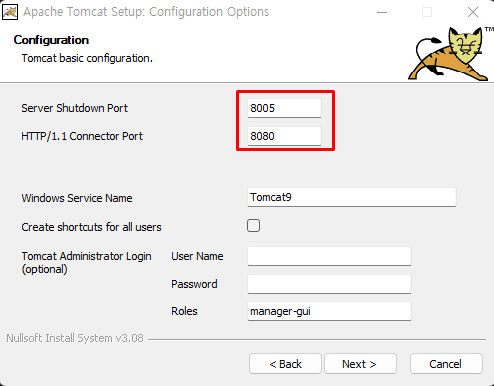 Apache Tomcat Setup: Configuration Options
Configuration
Tomcat basic configuration.
TM
Server Shutdown Port 8005
HTTP/1.1 Connector Port 8080
Windows Service Name Tomcat9
Create shortcuts for all users
Tomcat Administrator Login (optional)
User Name
Password
Roles manager-gui
Nullsoft Install System v3.08
< Back Next > Cancel